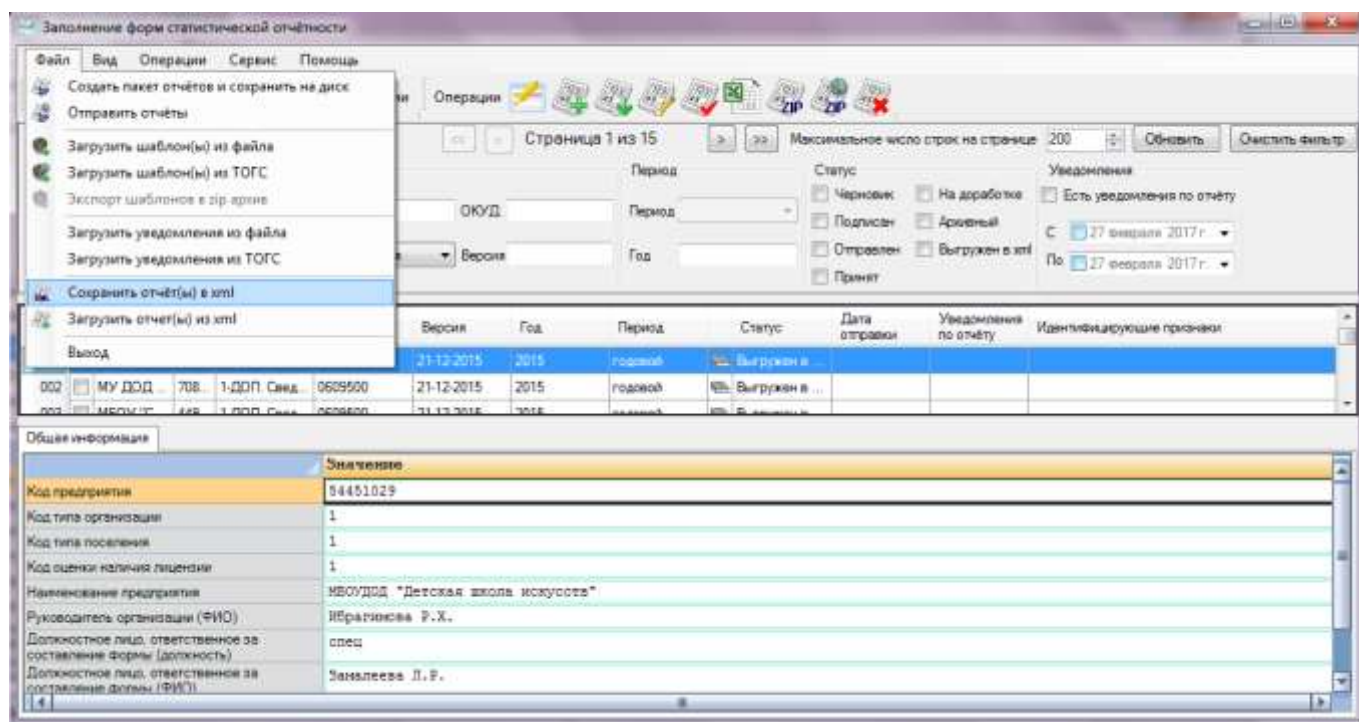 Заполнение форм статистической отчётности
Файл Вид Операции Сервис Помощь
Создать пакет отчётов и сохранить на диск
Отправить отчёты
Загрузить шаблон(ы) из файла
Загрузить шаблон(ы) из ТОГС
Экспорт шаблонов в zip архив
Загрузить уведомления из файла
Загрузить уведомления из ТОГС
Сохранить отчёт(ы) в xml
Загрузить отчет(ы) из xml
Выход
Операции ZIP ZIP
<< < Страница 1 из 15 > >> Максимальное число строк на странице 200 Обновить Очистить фильтр
Период Статус Уведомления
ОКУД Период Черновик На доработке Есть уведомления по отчёту
Подписан Архивный С 27 февраля 2017 г.
Версия Год Отправлен Выгружен в xml По 27 февраля 2017 г.
Принят
Версия Год Период Статус Дата отправки Уведомления по отчёту Идентифицирующие признаки
21-12-2015 2015 годовой Выгружен в ...
002 МУ ДОД ... 708... 1-ДОП. Свед... 0609500 21-12-2015 2015 годовой Выгружен в ...
Общая информация
Значение
Код предприятия 54451029
Код типа организации 1
Код типа поселения 1
Код оценки наличия лицензии 1
Наименование предприятия МБОУДОД "Детская школа искусств"
Руководитель организации (ФИО) Ибрагимова Р.Х.
Должностное лицо, ответственное за
составление формы (должность) спец
Должностное лицо, ответственное за
составление формы (ФИО) Замалеева Л.Р.